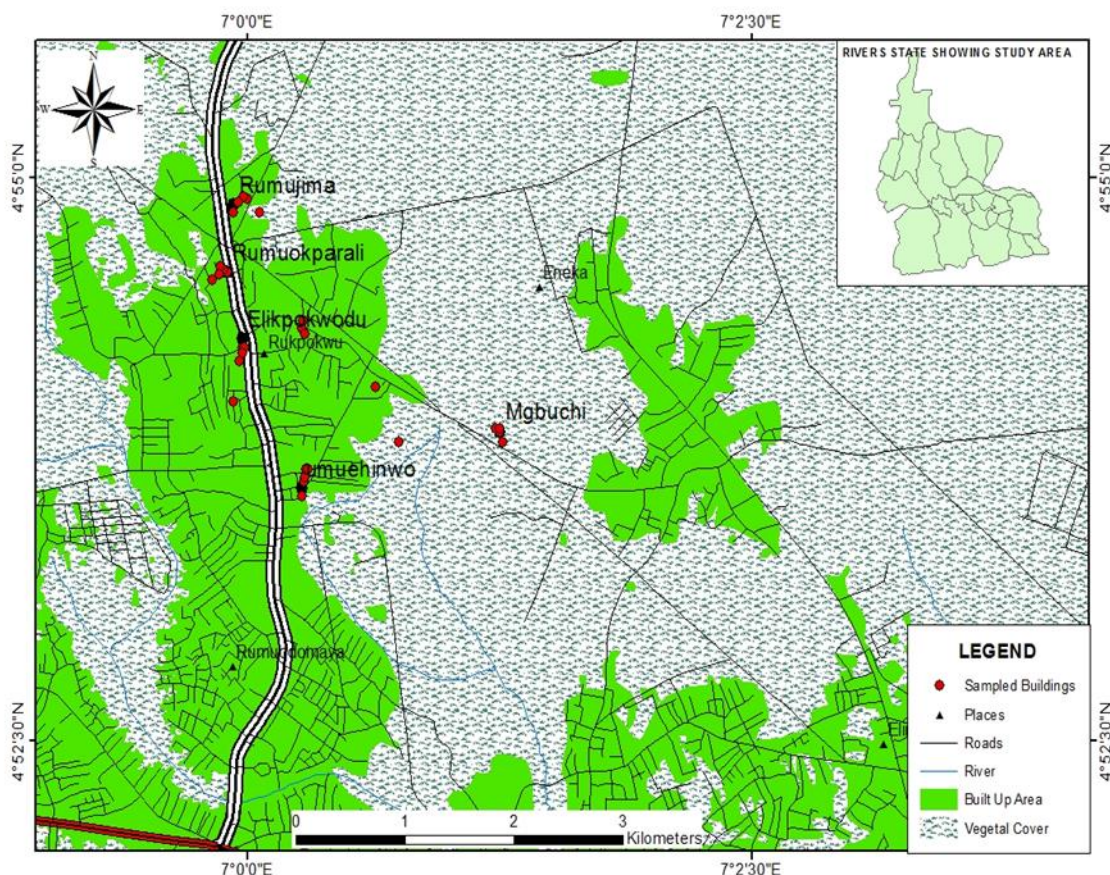 7°0'0"E
7°2'30"E
RIVERS STATE SHOWING STUDY AREA
N
W
E
S
4°55'0"N
4°55'0"N
Rumujima
Rumuokparali
Eneka
Elikpokwodu
Rukpokwu
Mgbuchi
umuehinwo
LEGEND
Sampled Buildings
Places
Roads
River
Built Up Area
Vegetal Cover
4°52'30"N
4°52'30"N
0
1
2
3
Kilometers
7°0'0"E
7°2'30"E